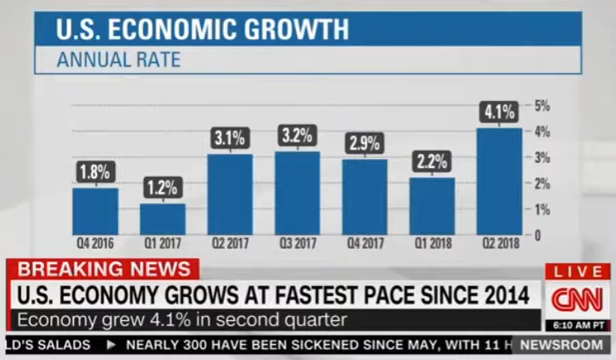 U.S. ECONOMIC GROWTH
ANNUAL RATE
5%
4%
3%
2%
1%
0
1.8%
1.2%
3.1%
3.2%
2.9%
2.2%
4.1%
Q4 2016 Q1 2017 Q2 2017 Q3 2017 Q4 2017 Q1 2018 Q2 2018
BREAKING NEWS
LIVE
U.S. ECONOMY GROWS AT FASTEST PACE SINCE 2014
CNN
Economy grew 4.1% in second quarter
6:10 AM PT
LD'S SALADS ▶ NEARLY 300 HAVE BEEN SICKENED SINCE MAY, WITH 11 H
NEWSROOM